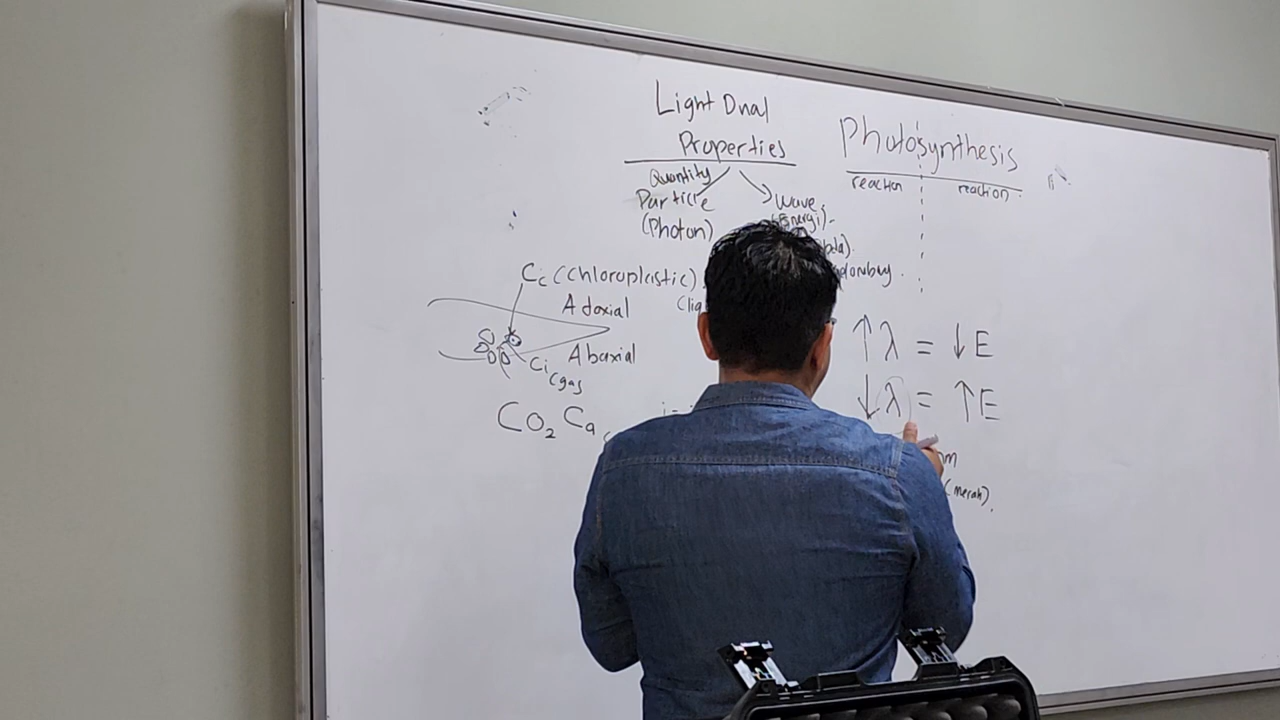 Light Dual
Properties
Quantity
Particle
(Photon)
Wave
(Energi)
Photosynthesis
reaction
reaction
Cc (Chloroplastic)
Adaxial
Abaxial
Ci (gas
CO₂ Ca
↑ λ = ↓ E
↓ λ = ↑ E
(merah).